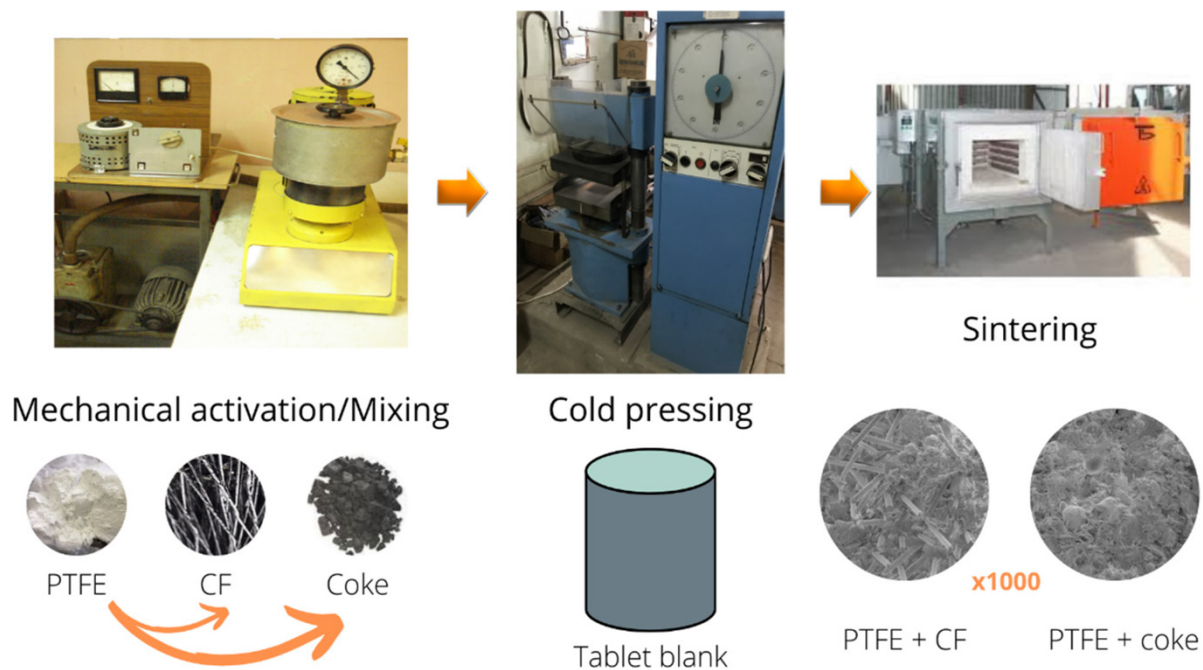 Sintering
Mechanical activation/Mixing
Cold pressing
PTFE
CF
Coke
x1000
Tablet blank
PTFE + CF
PTFE + coke